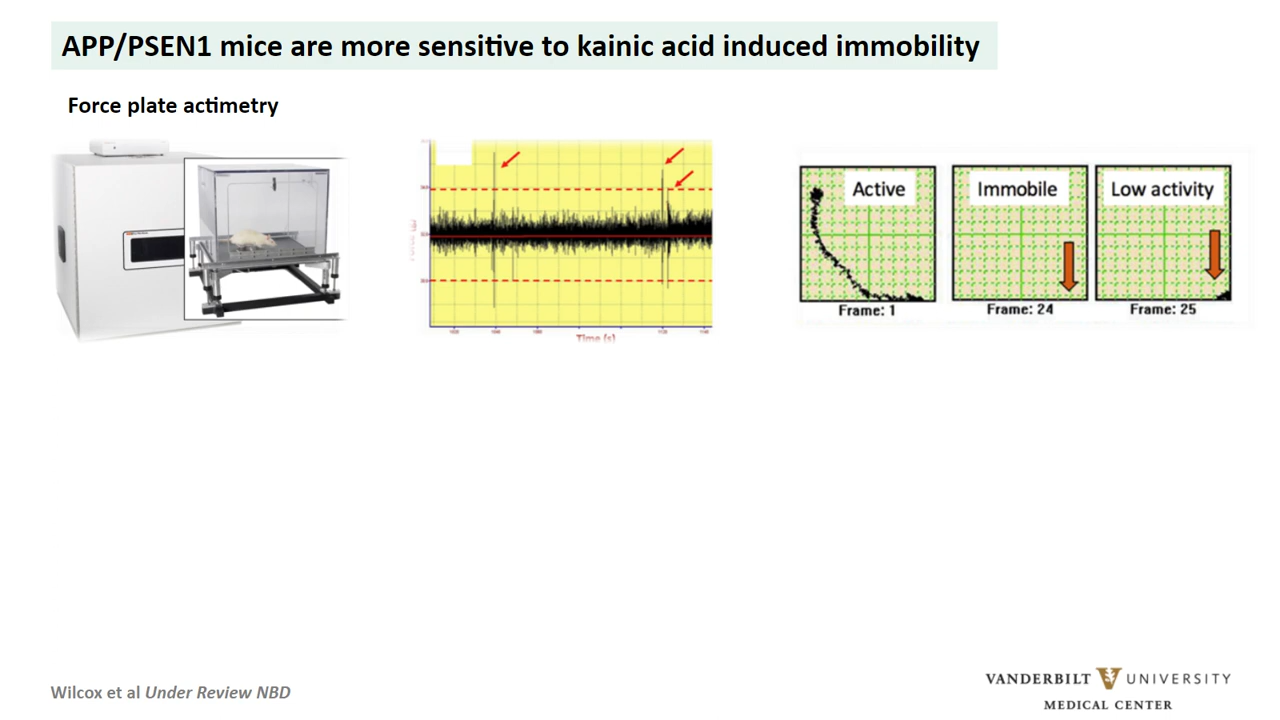 APP/PSEN1 mice are more sensitive to kainic acid induced immobility
Force plate actimetry
Time (s)
Active
Immobile
Low activity
Frame: 1
Frame: 24
Frame: 25
Wilcox et al Under Review NBD
VANDERBILT UNIVERSITY
MEDICAL CENTER